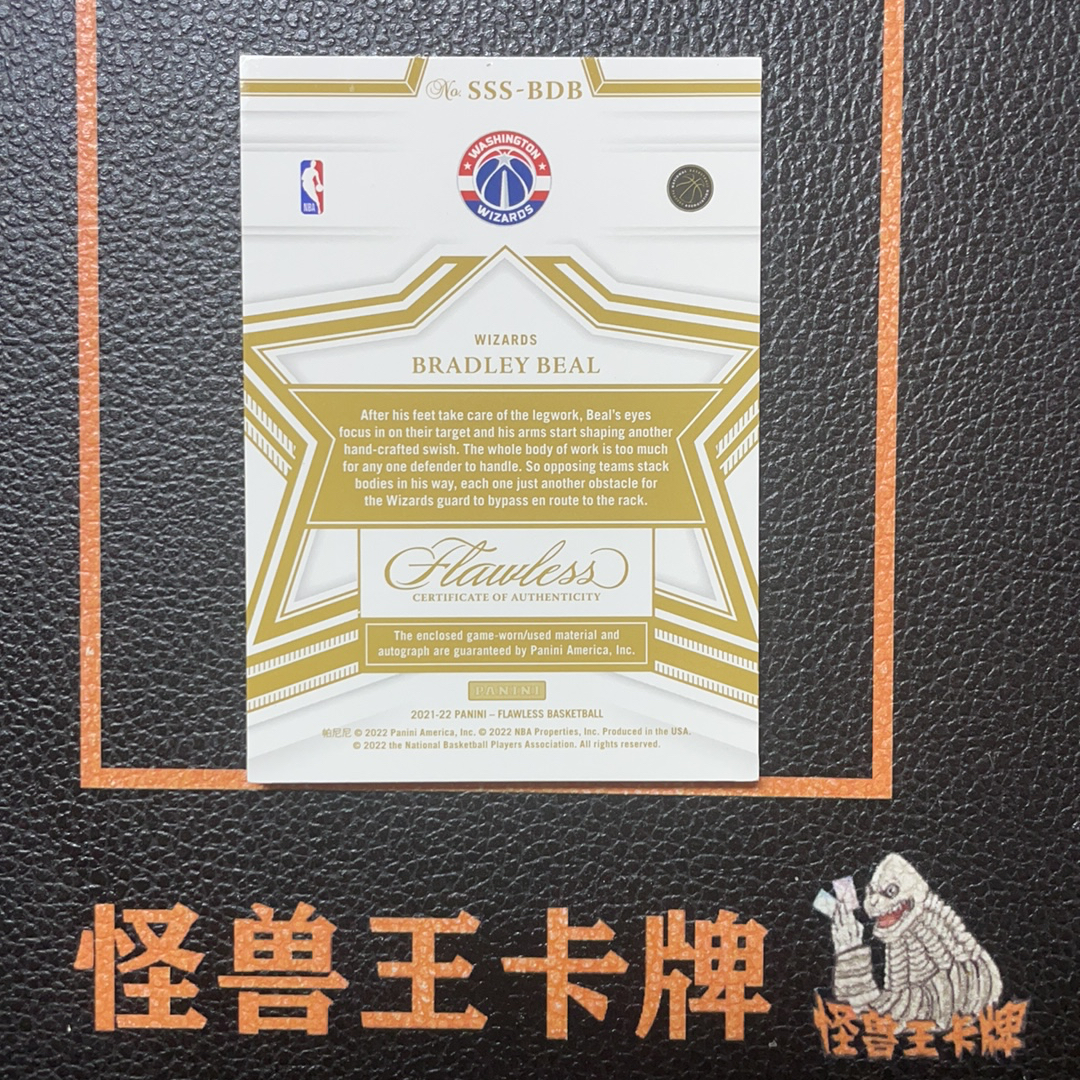 No. SSS-BDB
WASHINGTON
WIZARDS
NBA
WIZARDS
BRADLEY BEAL
After his feet take care of the legwork, Beal's eyes
focus in on their target and his arms start shaping another
hand-crafted swish. The whole body of work is too much
for any one defender to handle. So opposing teams stack
bodies in his way, each one just another obstacle for
the Wizards guard to bypass en route to the rack.
Flawless
CERTIFICATE OF AUTHENTICITY
The enclosed game-worn/used material and
autograph are guaranteed by Panini America, Inc.
PANINI
2021-22 PANINI – FLAWLESS BASKETBALL
帕尼尼 © 2022 Panini America, Inc. © 2022 NBA Properties, Inc. Produced in the USA.
© 2022 the National Basketball Players Association. All rights reserved.
怪兽王卡牌
怪兽王卡牌